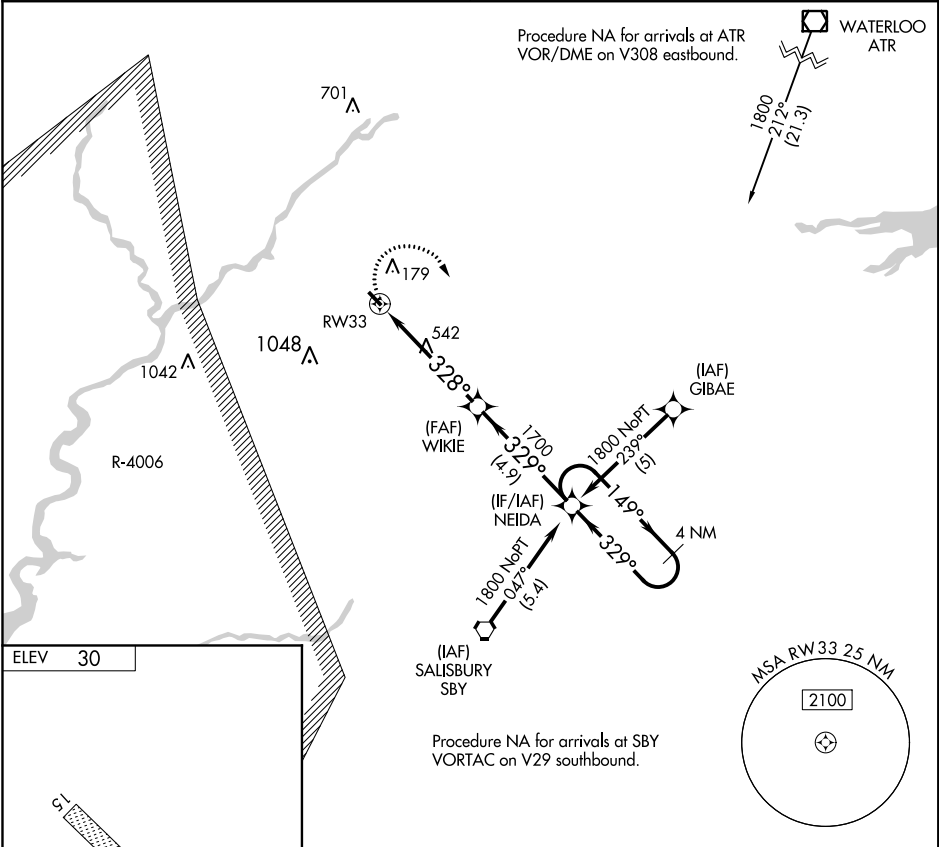 Procedure NA for arrivals at ATR
VOR/DME on V308 eastbound.
WATERLOO
ATR
1800
212°
(21.3)
701
179
RW33
542
1048
1042
328°
(FAF)
WIKIE
1700
329°
(4.9)
(IAF)
GIBAE
1800 NoPT
239°
(5)
R-4006
(IF/IAF)
NEIDA
149°
4 NM
329°
1800 NoPT
047°
(5.4)
(IAF)
SALISBURY
SBY
MSA RW33 25 NM
2100
ELEV 30
Procedure NA for arrivals at SBY
VORTAC on V29 southbound.
15